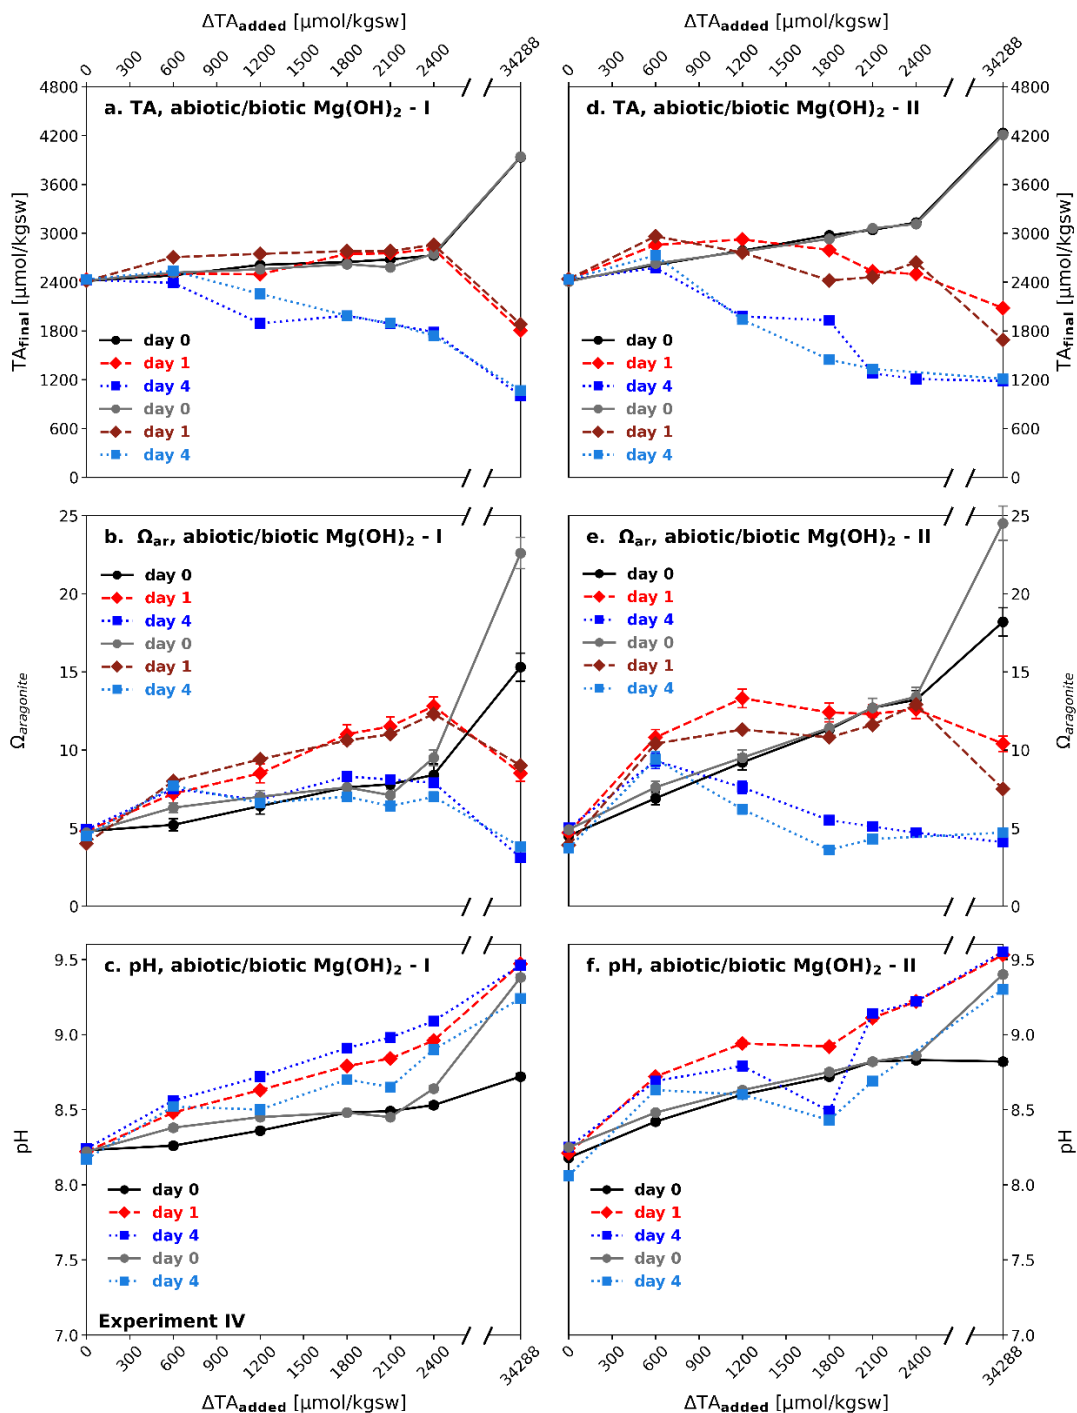 ΔTAadded [μmol/kgsw]
ΔTAadded [μmol/kgsw]
0 300 600 900 1200 1500 1800 2100 2400 34288
0 300 600 900 1200 1500 1800 2100 2400 34288
a. TA, abiotic/biotic Mg(OH)₂ - I
4800
4200
3600
3000
2400
1800
1200
600
0
TAfinal [μmol/kgsw]
day 0
day 1
day 4
day 0
day 1
day 4
d. TA, abiotic/biotic Mg(OH)₂ - II
4800
4200
3600
3000
2400
1800
1200
600
0
TAfinal [μmol/kgsw]
day 0
day 1
day 4
day 0
day 1
day 4
b. Ωar, abiotic/biotic Mg(OH)₂ - I
25
20
15
10
5
0
Ωaragonite
day 0
day 1
day 4
day 0
day 1
day 4
e. Ωar, abiotic/biotic Mg(OH)₂ - II
25
20
15
10
5
0
Ωaragonite
day 0
day 1
day 4
day 0
day 1
day 4
c. pH, abiotic/biotic Mg(OH)₂ - I
9.5
9.0
8.5
8.0
7.5
7.0
pH
day 0
day 1
day 4
day 0
day 4
Experiment IV
f. pH, abiotic/biotic Mg(OH)₂ - II
9.5
9.0
8.5
8.0
7.5
7.0
pH
day 0
day 1
day 4
day 0
day 4
0 300 600 900 1200 1500 1800 2100 2400 34288
0 300 600 900 1200 1500 1800 2100 2400 34288
ΔTAadded [μmol/kgsw]
ΔTAadded [μmol/kgsw]